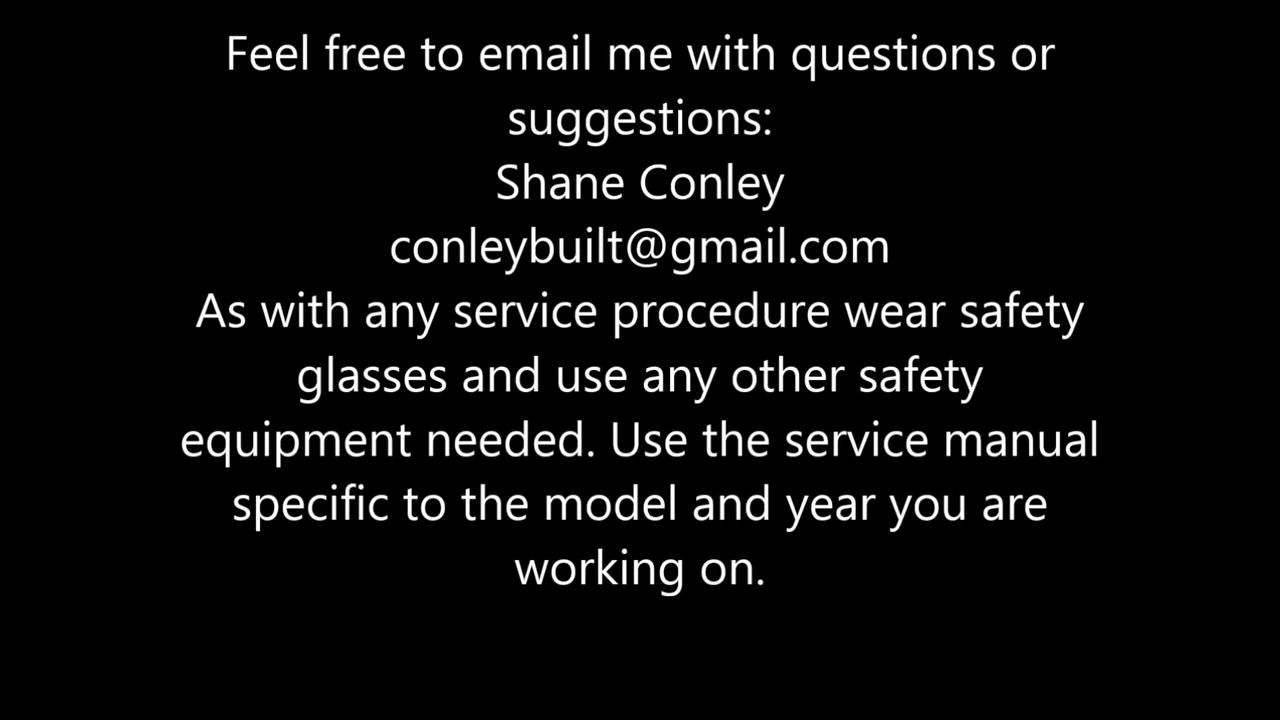 Feel free to email me with questions or
suggestions:
Shane Conley
conleybuilt@gmail.com
As with any service procedure wear safety
glasses and use any other safety
equipment needed. Use the service manual
specific to the model and year you are
working on.